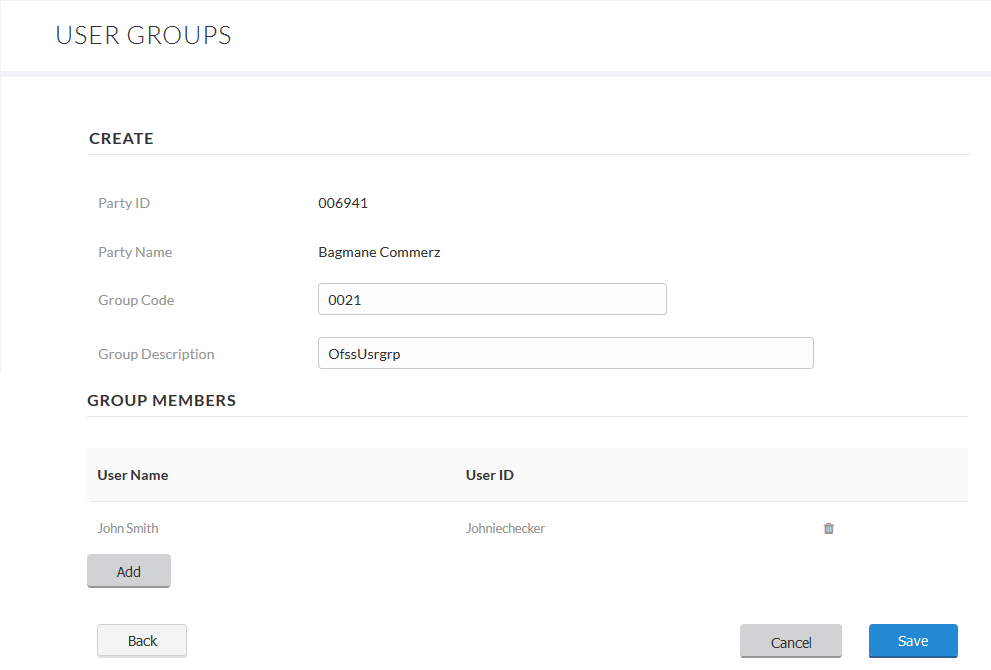 USER GROUPS
CREATE
Party ID 006941
Party Name Bagmane Commerz
Group Code 0021
Group Description OfssUsrgrp
GROUP MEMBERS
User Name User ID
John Smith Johniechecker
Add
Back Cancel Save